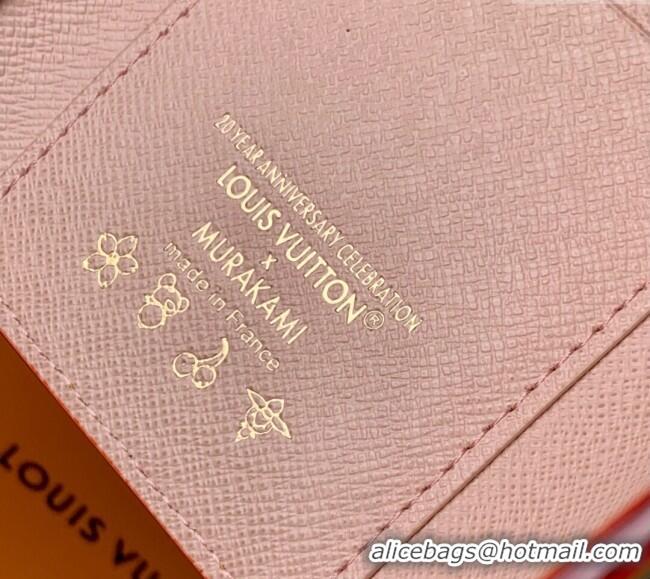 20 YEAR ANNIVERSARY CELEBRATION
LOUIS VUITTON®
x
MURAKAMI
made in France
LOUIS VU
alicebags@hotmail.com